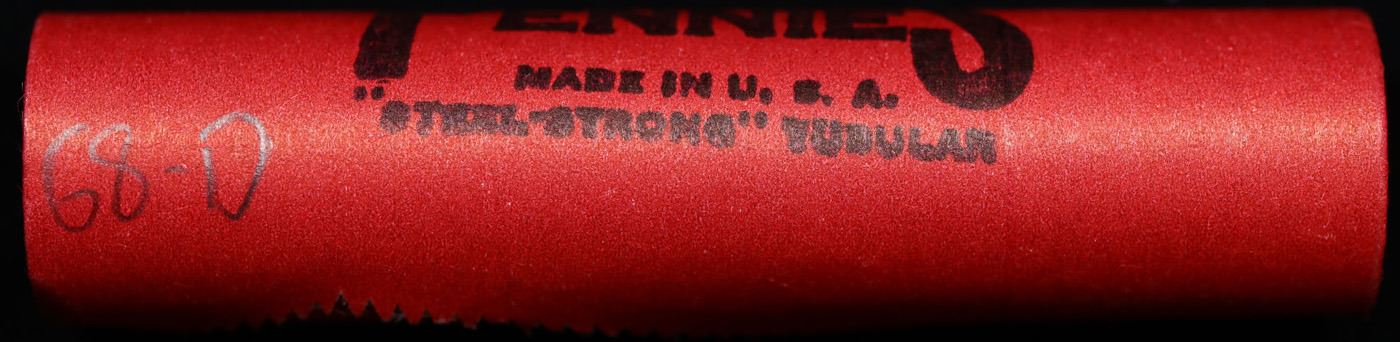 PENNIES
MADE IN U. S. A.
"STEEL-STRONG" TUBULAR
68-D